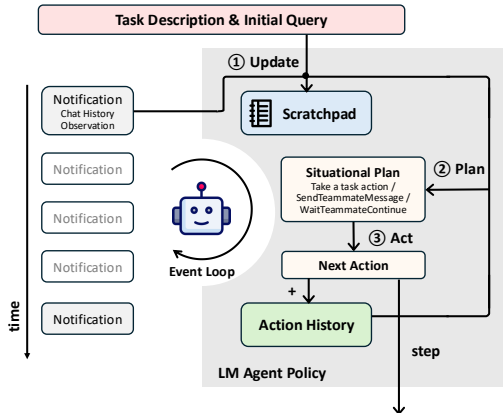 Task Description & Initial Query
① Update
Notification
Chat History
Observation
Scratchpad
Notification
Notification
Notification
Notification
time
Event Loop
Situational Plan
Take a task action /
SendTeammateMessage /
WaitTeammateContinue
② Plan
③ Act
Next Action
+
Action History
step
LM Agent Policy